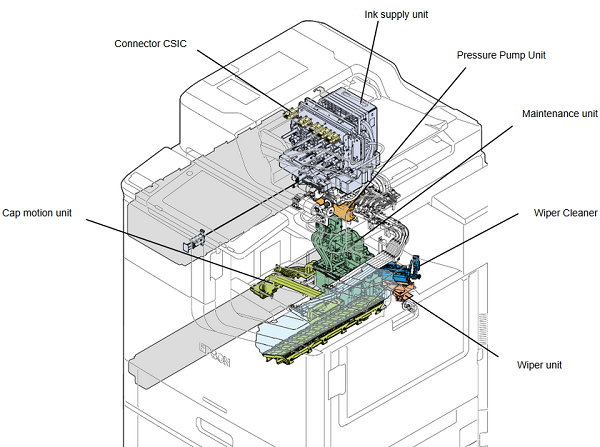 Ink supply unit
Connector CSIC
Pressure Pump Unit
Maintenance unit
Cap motion unit
Wiper Cleaner
EPSON
Wiper unit